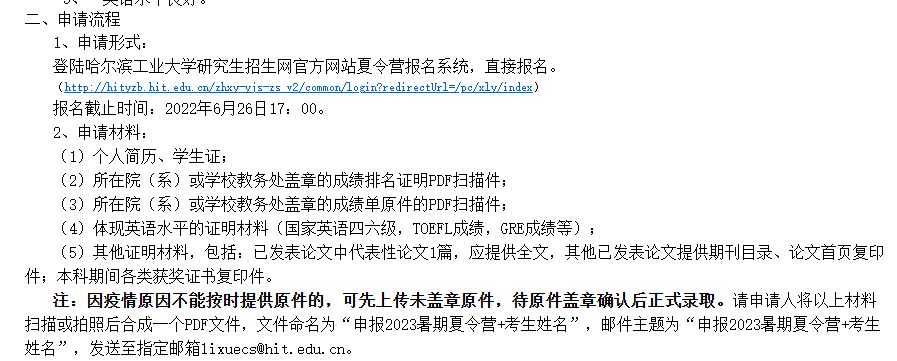 3、 英语水平良好。
二、申请流程
1、申请形式：
登陆哈尔滨工业大学研究生招生网官方网站夏令营报名系统，直接报名。
（http://hityzb.hit.edu.cn/zhxy-yjs-zs_v2/common/login?redirectUrl=/pc/xly/index）
报名截止时间：2022年6月26日17：00。
2、申请材料：
（1）个人简历、学生证；
（2）所在院（系）或学校教务处盖章的成绩排名证明PDF扫描件；
（3）所在院（系）或学校教务处盖章的成绩单原件的PDF扫描件；
（4）体现英语水平的证明材料（国家英语四六级，TOEFL成绩，GRE成绩等）；
（5）其他证明材料，包括：已发表论文中代表性论文1篇，应提供全文，其他已发表论文提供期刊目录、论文首页复印
件；本科期间各类获奖证书复印件。
注：因疫情原因不能按时提供原件的，可先上传未盖章原件，待原件盖章确认后正式录取。请申请人将以上材料
扫描或拍照后合成一个PDF文件，文件命名为“申报2023暑期夏令营+考生姓名”，邮件主题为“申报2023暑期夏令营+考生
姓名”，发送至指定邮箱lixuecs@hit.edu.cn。